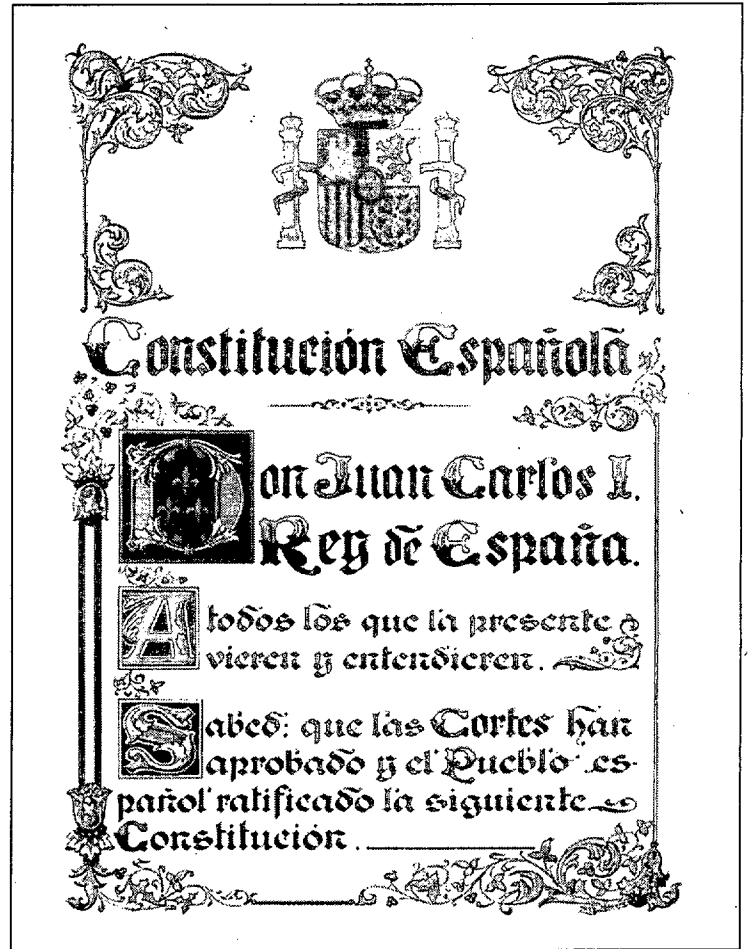 Constitución Española
Don Juan Carlos I.
Rey de España.
A todos los que la presente
vieren y entendieren.
Sabed: que las Cortes han
aprobado y el Pueblo es-
pañol ratificado la siguiente
Constitución.